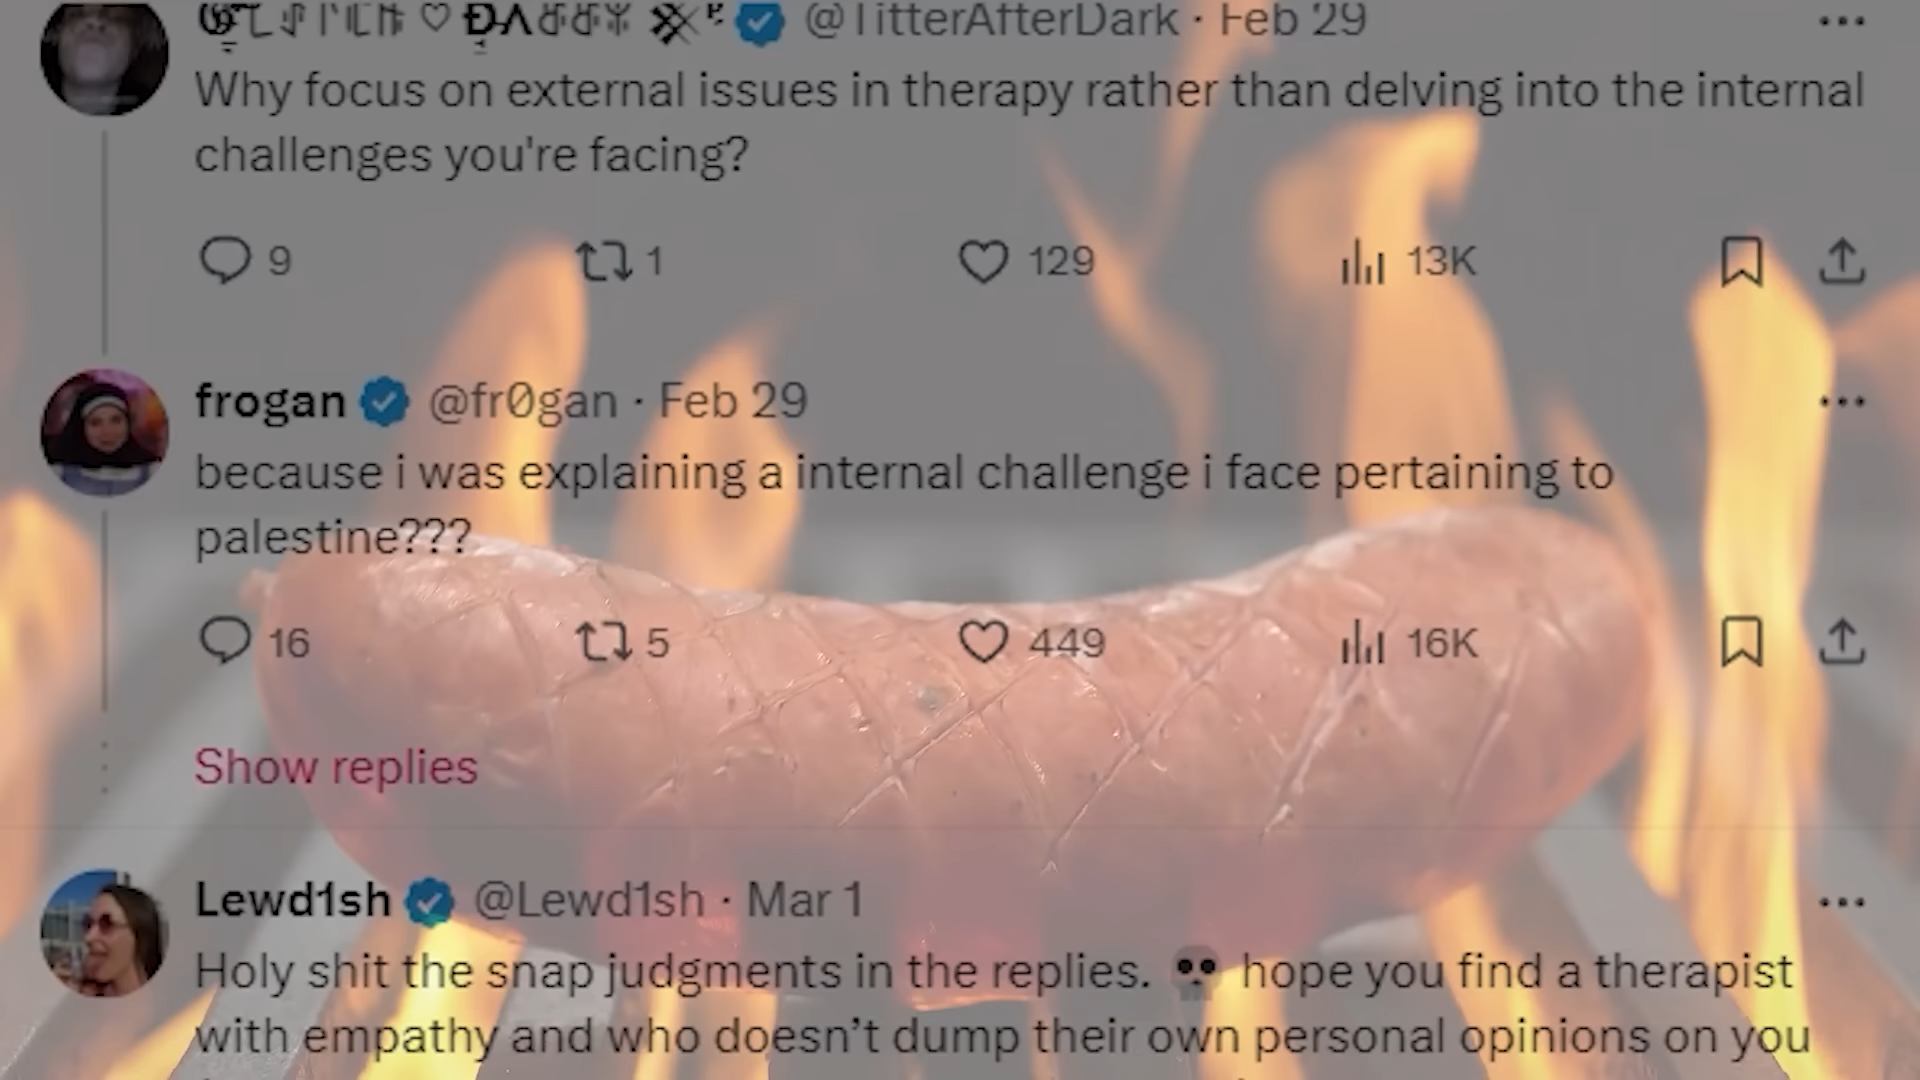 @TitterAfterDark · Feb 29
Why focus on external issues in therapy rather than delving into the internal
challenges you're facing?
9 1 129 13K
frogan @fr0gan · Feb 29
because i was explaining a internal challenge i face pertaining to
palestine???
16 5 449 16K
Show replies
Lewd1sh @Lewd1sh · Mar 1
Holy shit the snap judgments in the replies. 💀 hope you find a therapist
with empathy and who doesn’t dump their own personal opinions on you